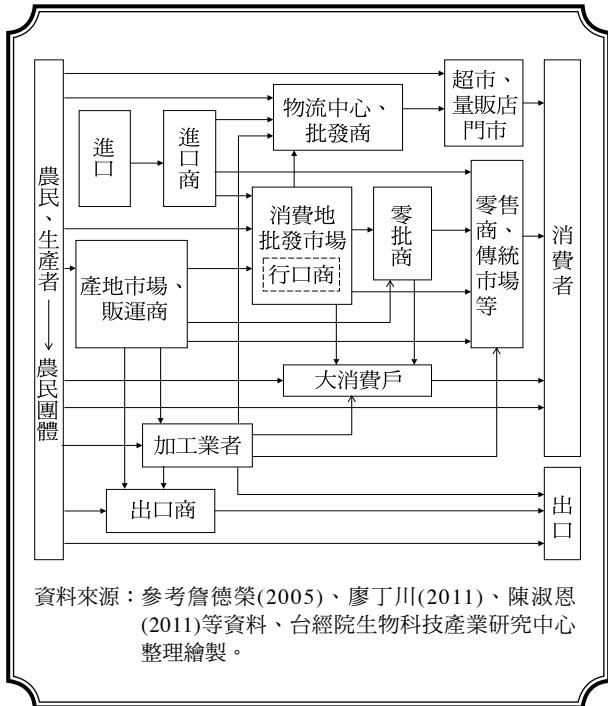 農民、生產者
農民團體
進口
進口商
物流中心、
批發商
超市、
量販店
門市
產地市場、
販運商
消費地
批發市場
行口商
零批商
零售
商、
傳統
市場
等
消費者
大消費戶
加工業者
出口商
出口
資料來源：參考詹德榮(2005)、廖丁川(2011)、陳淑恩
(2011)等資料、台經院生物科技產業研究中心
整理繪製。